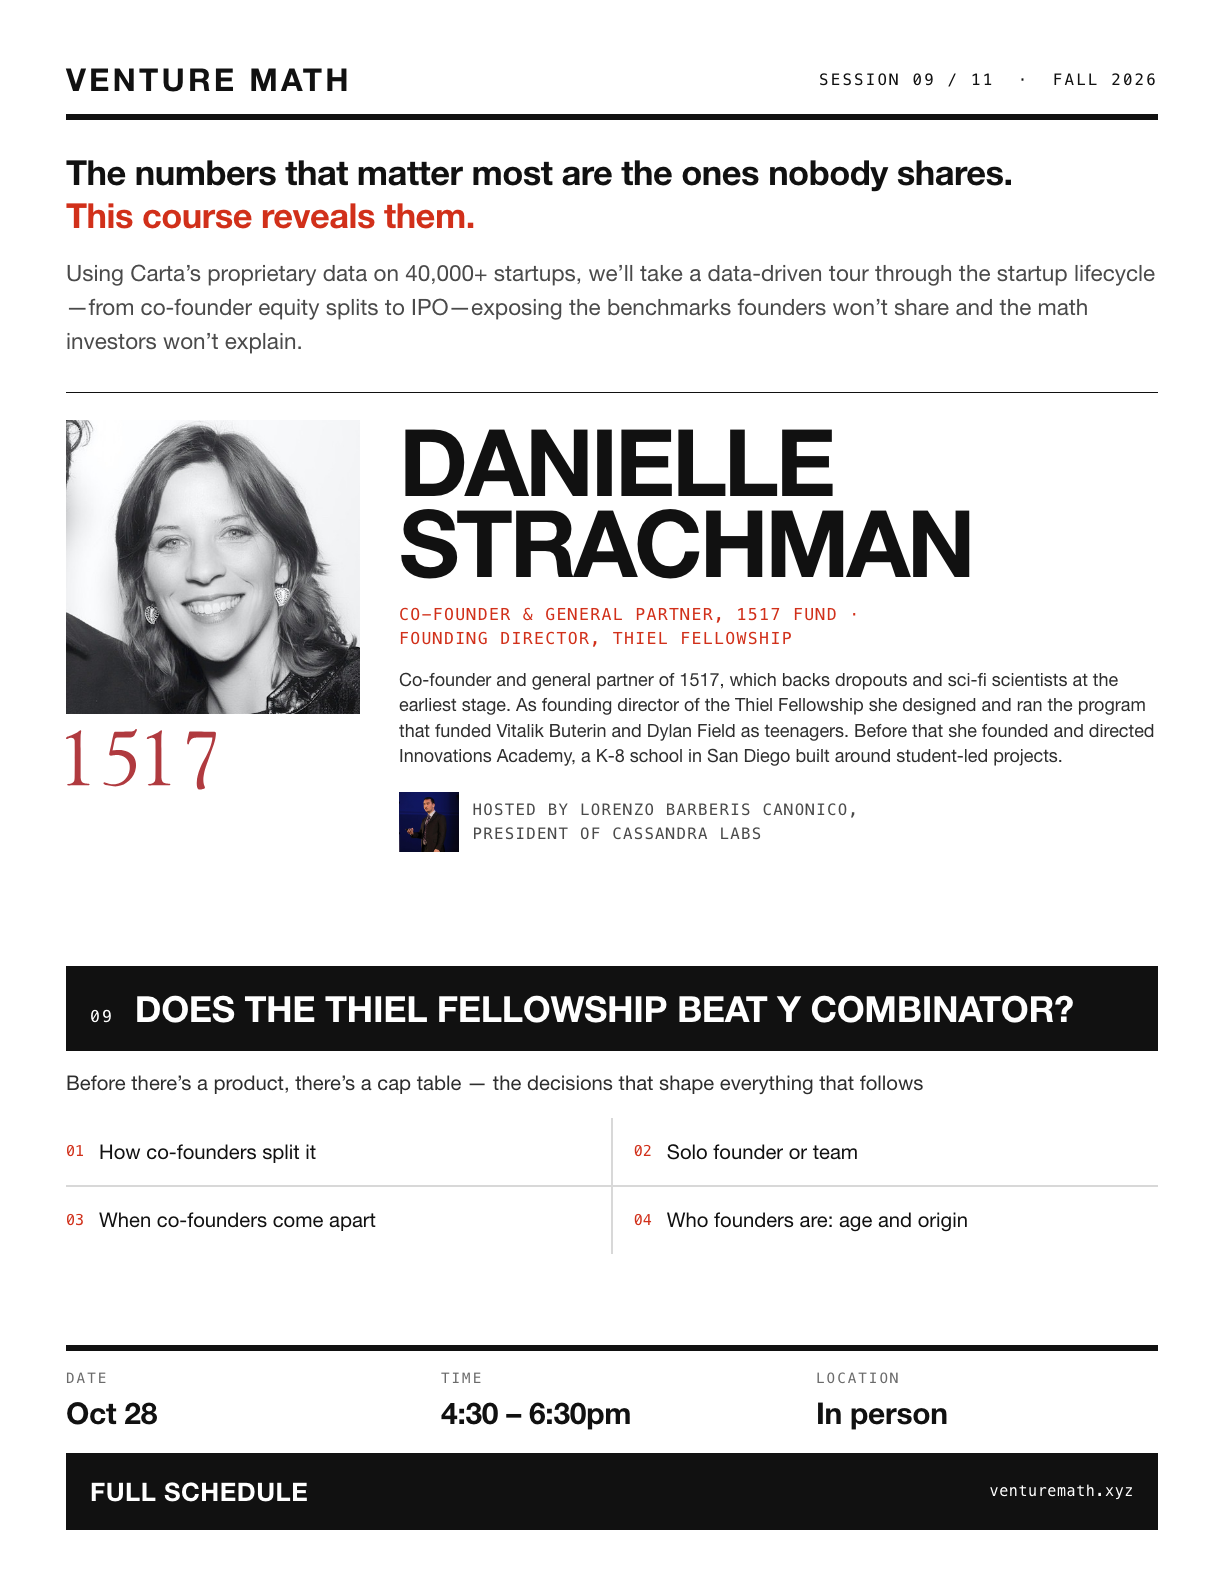 VENTURE MATH
SESSION 09 / 11 · FALL 2026
The numbers that matter most are the ones nobody shares.
This course reveals them.
Using Carta’s proprietary data on 40,000+ startups, we’ll take a data-driven tour through the startup lifecycle
—from co-founder equity splits to IPO—exposing the benchmarks founders won’t share and the math
investors won’t explain.
DANIELLE
STRACHMAN
CO–FOUNDER & GENERAL PARTNER, 1517 FUND ·
FOUNDING DIRECTOR, THIEL FELLOWSHIP
Co-founder and general partner of 1517, which backs dropouts and sci-fi scientists at the
earliest stage. As founding director of the Thiel Fellowship she designed and ran the program
that funded Vitalik Buterin and Dylan Field as teenagers. Before that she founded and directed
Innovations Academy, a K-8 school in San Diego built around student-led projects.
1517
HOSTED BY LORENZO BARBERIS CANONICO,
PRESIDENT OF CASSANDRA LABS
09 DOES THE THIEL FELLOWSHIP BEAT Y COMBINATOR?
Before there’s a product, there’s a cap table — the decisions that shape everything that follows
01 How co-founders split it
02 Solo founder or team
03 When co-founders come apart
04 Who founders are: age and origin
DATE
Oct 28
TIME
4:30 – 6:30pm
LOCATION
In person
FULL SCHEDULE
venturemath.xyz